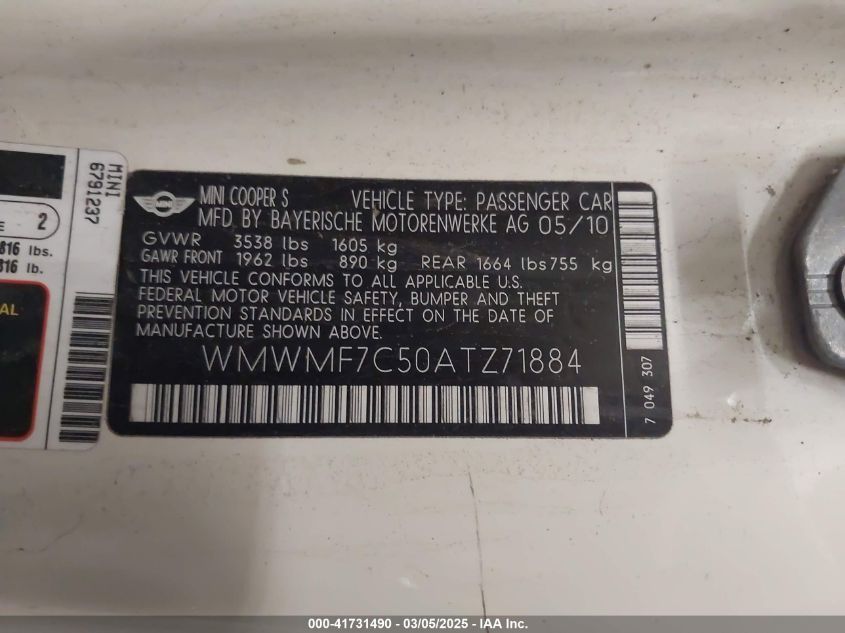 MINI
6791237
E 2
816 lbs.
816 lb.
AL
MINI
MINI COOPER S VEHICLE TYPE: PASSENGER CAR
MFD BY BAYERISCHE MOTORENWERKE AG 05/10
GVWR 3538 lbs 1605 kg
GAWR FRONT 1962 lbs 890 kg REAR 1664 lbs755 kg
THIS VEHICLE CONFORMS TO ALL APPLICABLE U.S.
FEDERAL MOTOR VEHICLE SAFETY, BUMPER AND THEFT
PREVENTION STANDARDS IN EFFECT ON THE DATE OF
MANUFACTURE SHOWN ABOVE.
WMWMF7C50ATZ71884
7 049 307
000-41731490 - 03/05/2025 - IAA Inc.